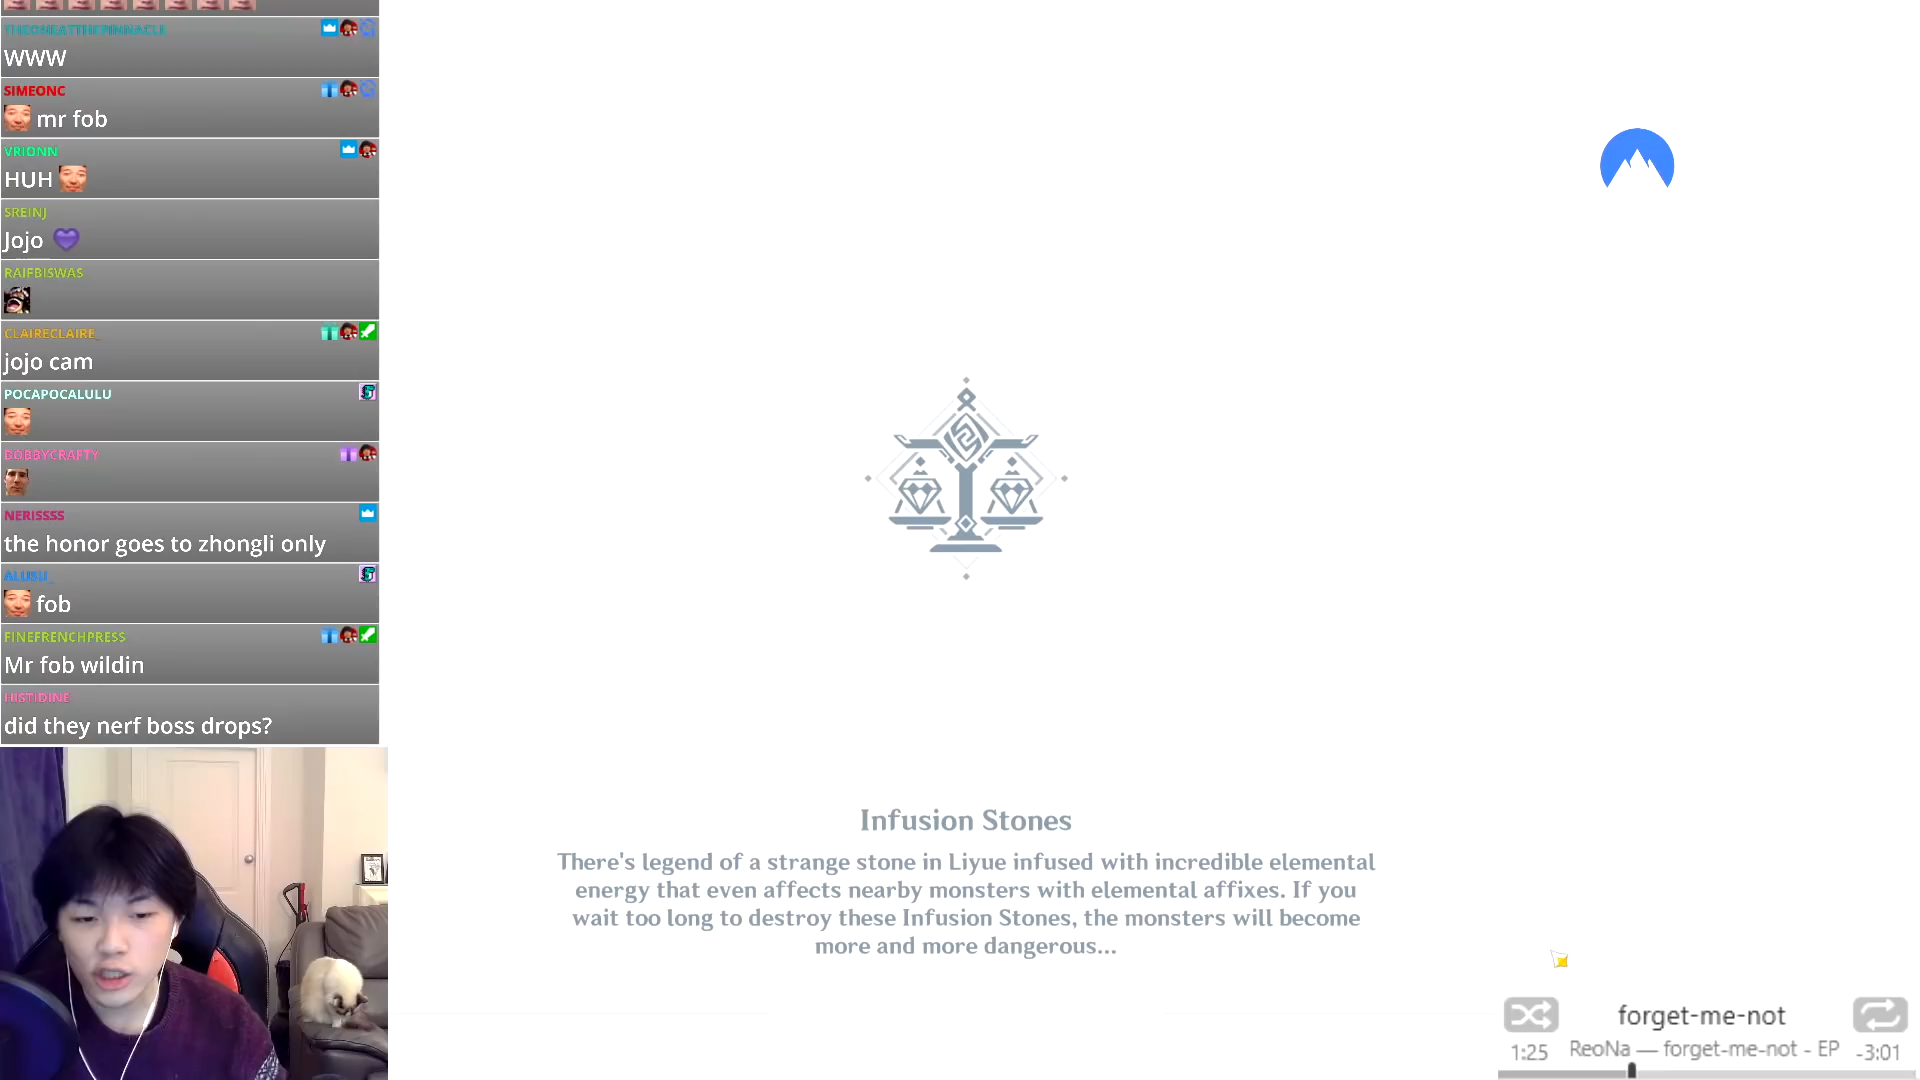 THEONEATTHEPINNACLE
WWW
SIMEONC
mr fob
VRIONN
HUH
SREINJ
Jojo
RAIFBISWAS
CLAIRECLAIRE_
jojo cam
POCAPOCALULU
DOBBYCRAFTY
NERISSSS
the honor goes to zhongli only
fob
FINEFRENCHPRESS
Mr fob wildin
HISTIDINE
did they nerf boss drops?
Infusion Stones
There's legend of a strange stone in Liyue infused with incredible elemental
energy that even affects nearby monsters with elemental affixes. If you
wait too long to destroy these Infusion Stones, the monsters will become
more and more dangerous...
forget-me-not
1:25 ReoNa — forget-me-not - EP -3:01